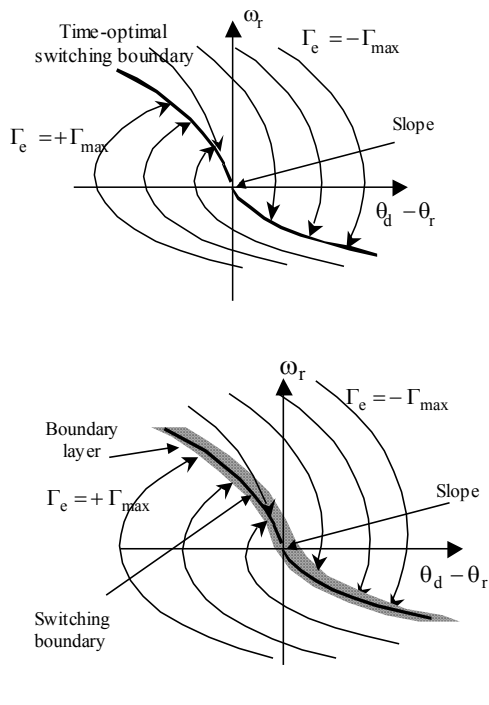 ωr
Time-optimal
switching boundary
Γe = −Γmax
Γe = +Γmax
Slope
θd − θr
ωr
Γe = − Γmax
Boundary
layer
Γe = + Γmax
Slope
θd − θr
Switching
boundary